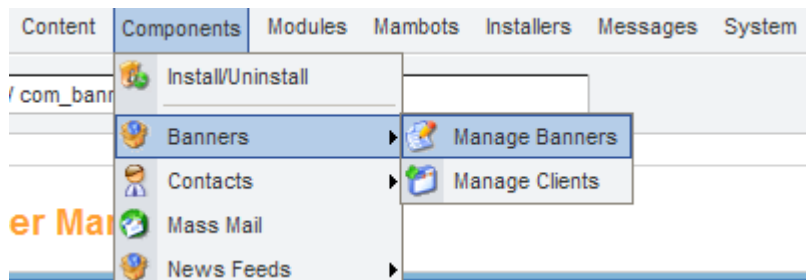 Content Components Modules Mambots Installers Messages System
Install/Uninstall
/ com_bann
Banners Manage Banners
Contacts Manage Clients
er Mar Mass Mail
News Feeds